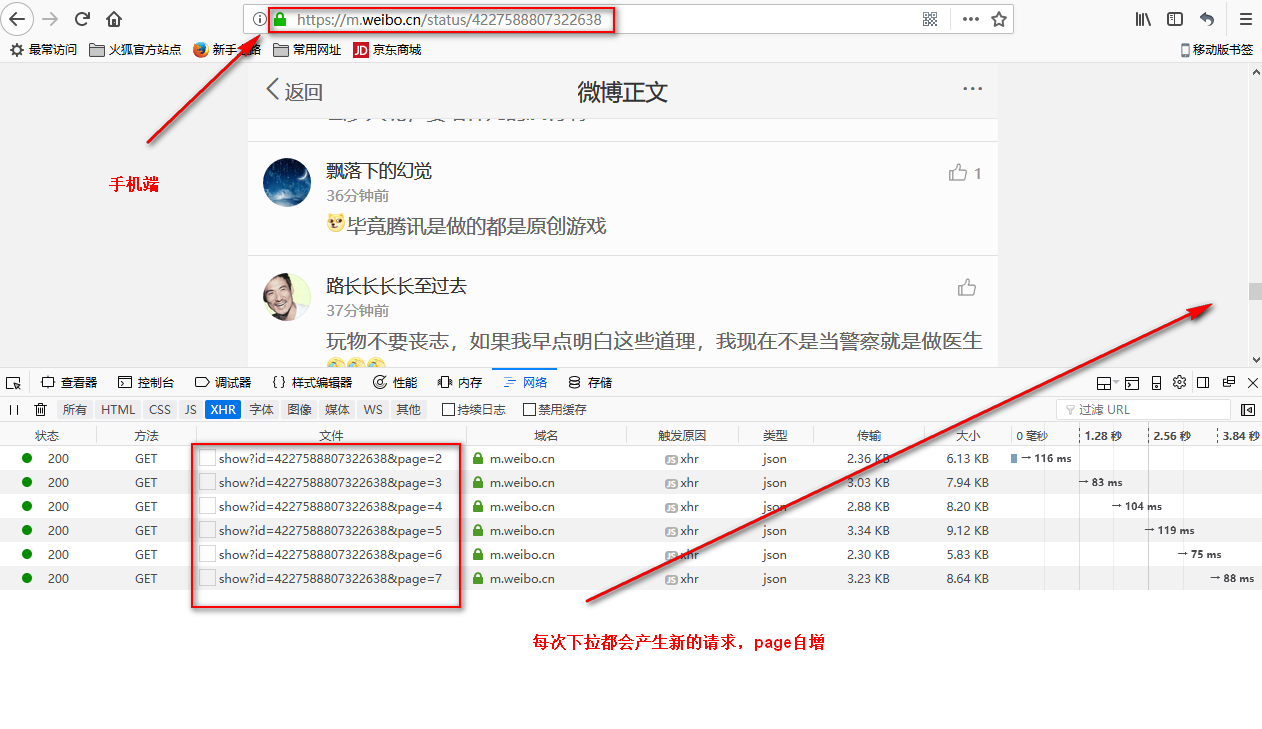 https://m.weibo.cn/status/4227588807322638
最常访问 火狐官方站点 新手 路 常用网址 JD 京东商城 移动版书签
返回 微博正文 ...
手机端
飘落下的幻觉 1
36分钟前
毕竟腾讯是做的都是原创游戏
路长长长长至过去
37分钟前
玩物不要丧志，如果我早点明白这些道理，我现在不是当警察就是做医生
查看器 控制台 调试器 {} 样式编辑器 性能 内存 网络 存储
所有 HTML CSS JS XHR 字体 图像 媒体 WS 其他 持续日志 禁用缓存 过滤 URL
状态 方法 文件 域名 触发原因 类型 传输 大小 0 毫秒 1.28 秒 2.56 秒 3.84 秒
200 GET show?id=4227588807322638&page=2 m.weibo.cn JS xhr json 2.36 KB 6.13 KB → 116 ms
200 GET show?id=4227588807322638&page=3 m.weibo.cn JS xhr json 3.03 KB 7.94 KB → 83 ms
200 GET show?id=4227588807322638&page=4 m.weibo.cn JS xhr json 2.88 KB 8.20 KB → 104 ms
200 GET show?id=4227588807322638&page=5 m.weibo.cn JS xhr json 3.34 KB 9.12 KB → 119 ms
200 GET show?id=4227588807322638&page=6 m.weibo.cn JS xhr json 2.30 KB 5.83 KB → 75 ms
200 GET show?id=4227588807322638&page=7 m.weibo.cn JS xhr json 3.23 KB 8.64 KB → 88 ms
每次下拉都会产生新的请求，page自增